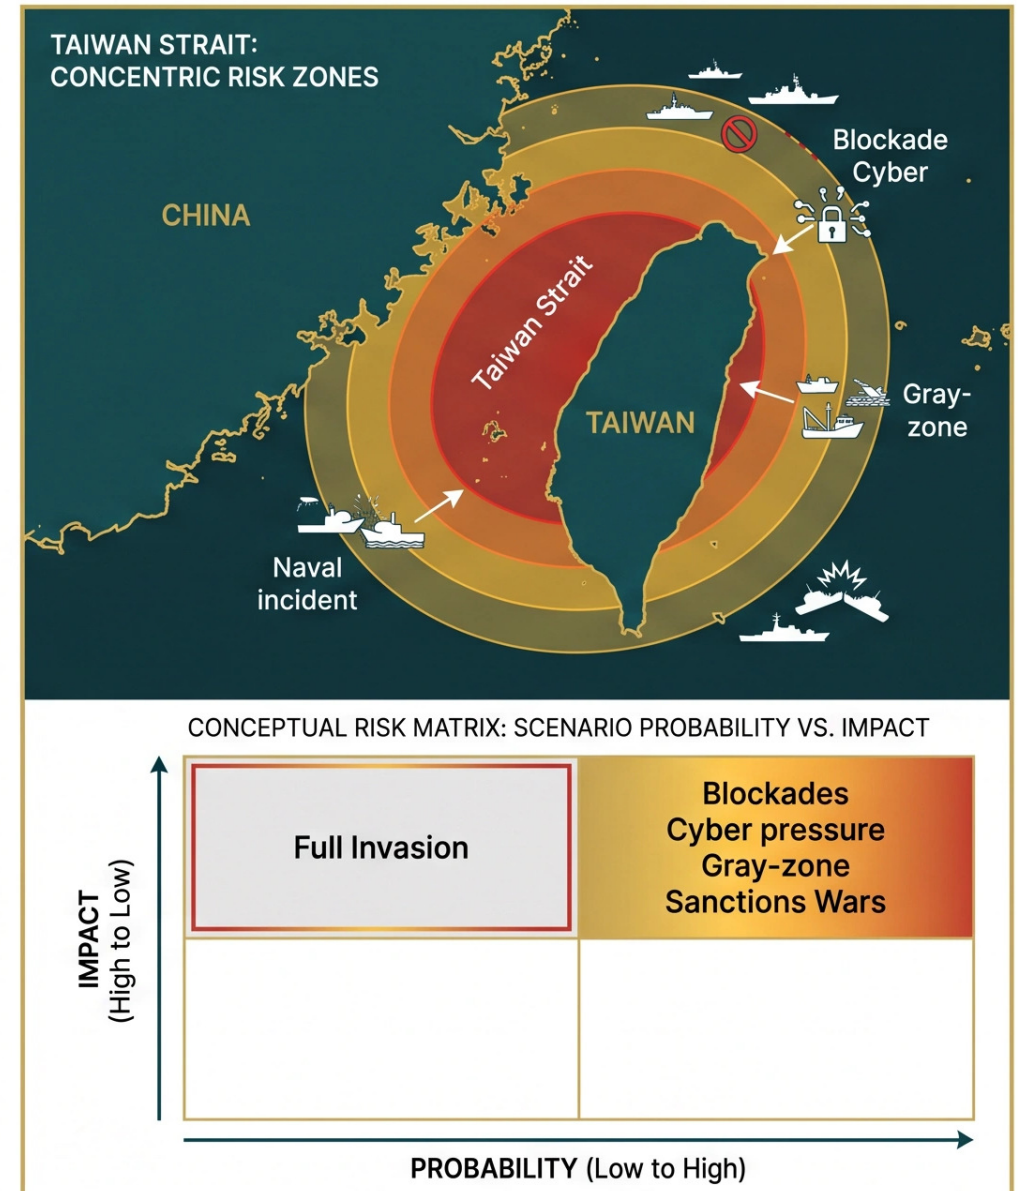 TAIWAN STRAIT:
CONCENTRIC RISK ZONES
CHINA
Blockade
Cyber
Taiwan Strait
TAIWAN
Gray-
zone
Naval
incident
CONCEPTUAL RISK MATRIX: SCENARIO PROBABILITY VS. IMPACT
IMPACT
(High to Low)
Full Invasion
Blockades
Cyber pressure
Gray-zone
Sanctions Wars
PROBABILITY (Low to High)